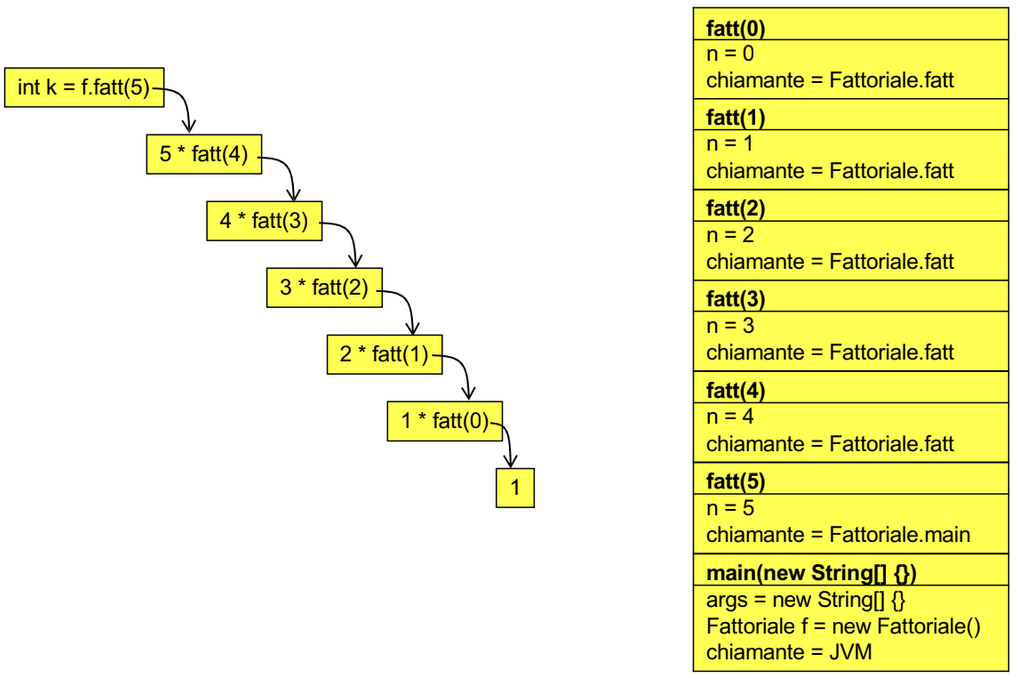 int k = f.fatt(5)
5 * fatt(4)
4 * fatt(3)
3 * fatt(2)
2 * fatt(1)
1 * fatt(0)
1
fatt(0)
n = 0
chiamante = Fattoriale.fatt
fatt(1)
n = 1
chiamante = Fattoriale.fatt
fatt(2)
n = 2
chiamante = Fattoriale.fatt
fatt(3)
n = 3
chiamante = Fattoriale.fatt
fatt(4)
n = 4
chiamante = Fattoriale.fatt
fatt(5)
n = 5
chiamante = Fattoriale.main
main(new String[] {})
args = new String[] {}
Fattoriale f = new Fattoriale()
chiamante = JVM